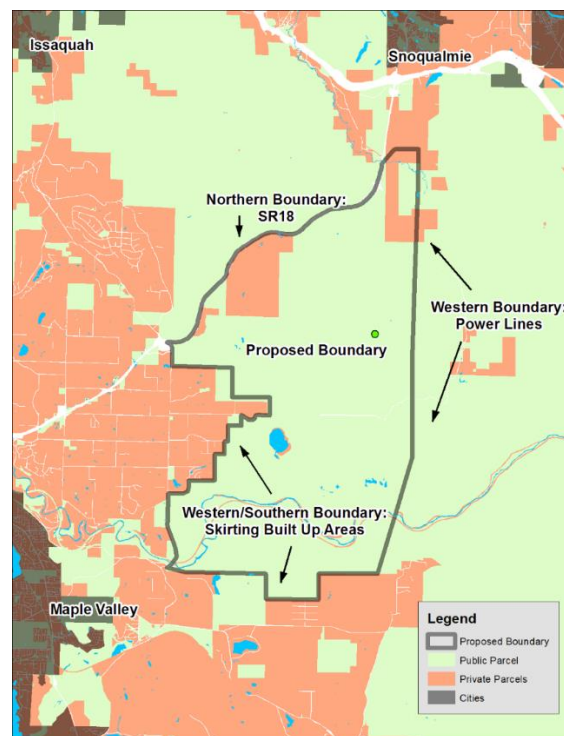 Issaquah
Snoqualmie
Northern Boundary:
SR18
Western Boundary:
Power Lines
Proposed Boundary
Western/Southern Boundary:
Skirting Built Up Areas
Maple Valley
Legend
Proposed Boundary
Public Parcel
Private Parcels
Cities